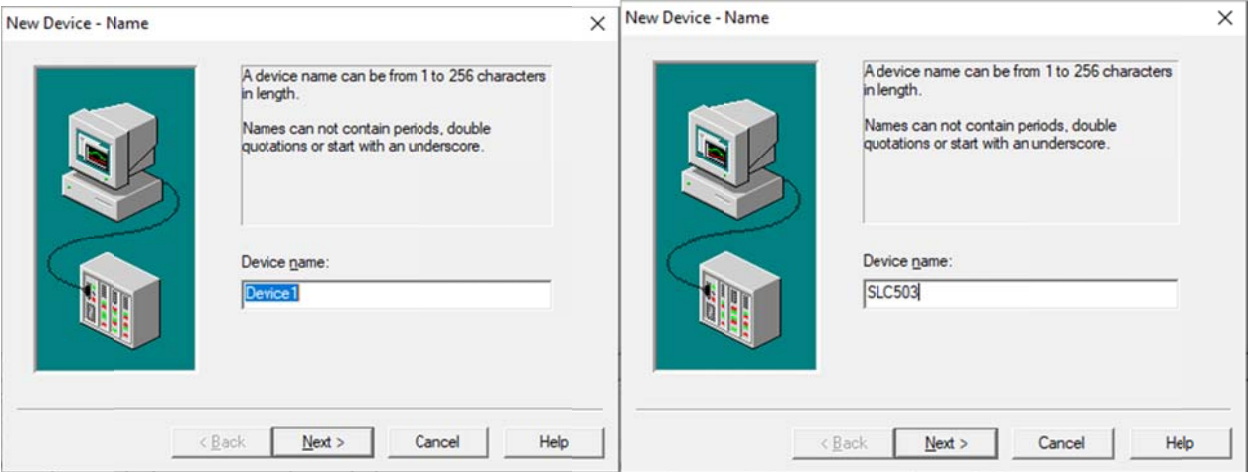 New Device - Name
A device name can be from 1 to 256 characters
in length.
Names can not contain periods, double
quotations or start with an underscore.
Device name:
Device1
< Back
Next >
Cancel
Help
New Device - Name
A device name can be from 1 to 256 characters
in length.
Names can not contain periods, double
quotations or start with an underscore.
Device name:
SLC503
< Back
Next >
Cancel
Help